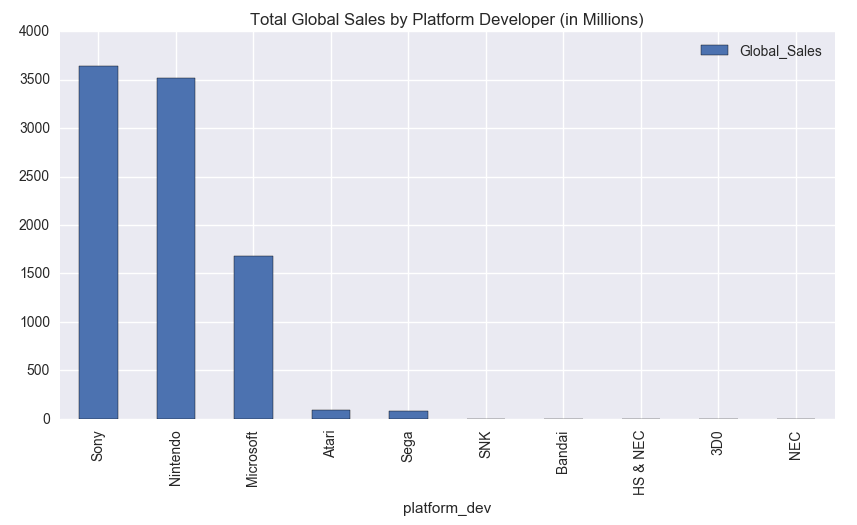 Total Global Sales by Platform Developer (in Millions)
Global_Sales
4000
3500
3000
2500
2000
1500
1000
500
0
Sony
Nintendo
Microsoft
Atari
Sega
SNK
Bandai
HS & NEC
3D0
NEC
platform_dev